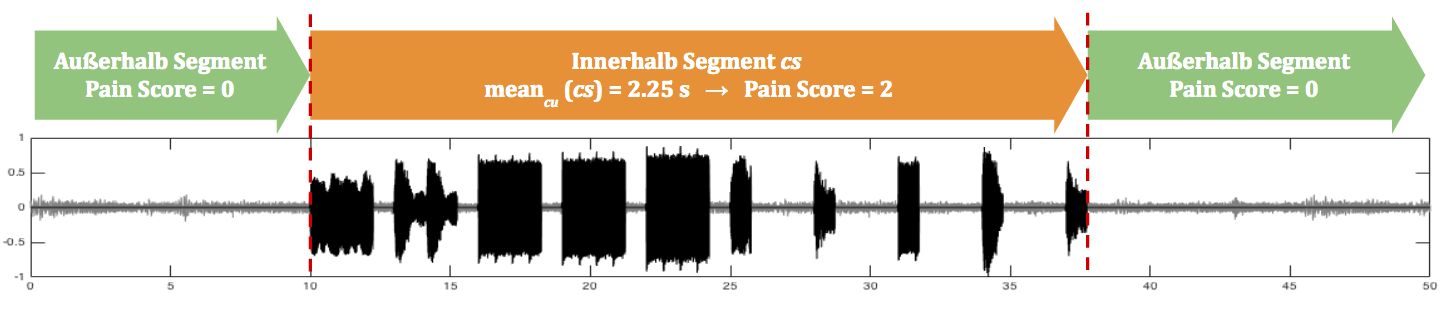 Außerhalb Segment
Pain Score = 0
Innerhalb Segment cs
mean_cu (cs) = 2.25 s → Pain Score = 2
Außerhalb Segment
Pain Score = 0
1
0.5
0
-0.5
-1
0 5 10 15 20 25 30 35 40 45 50